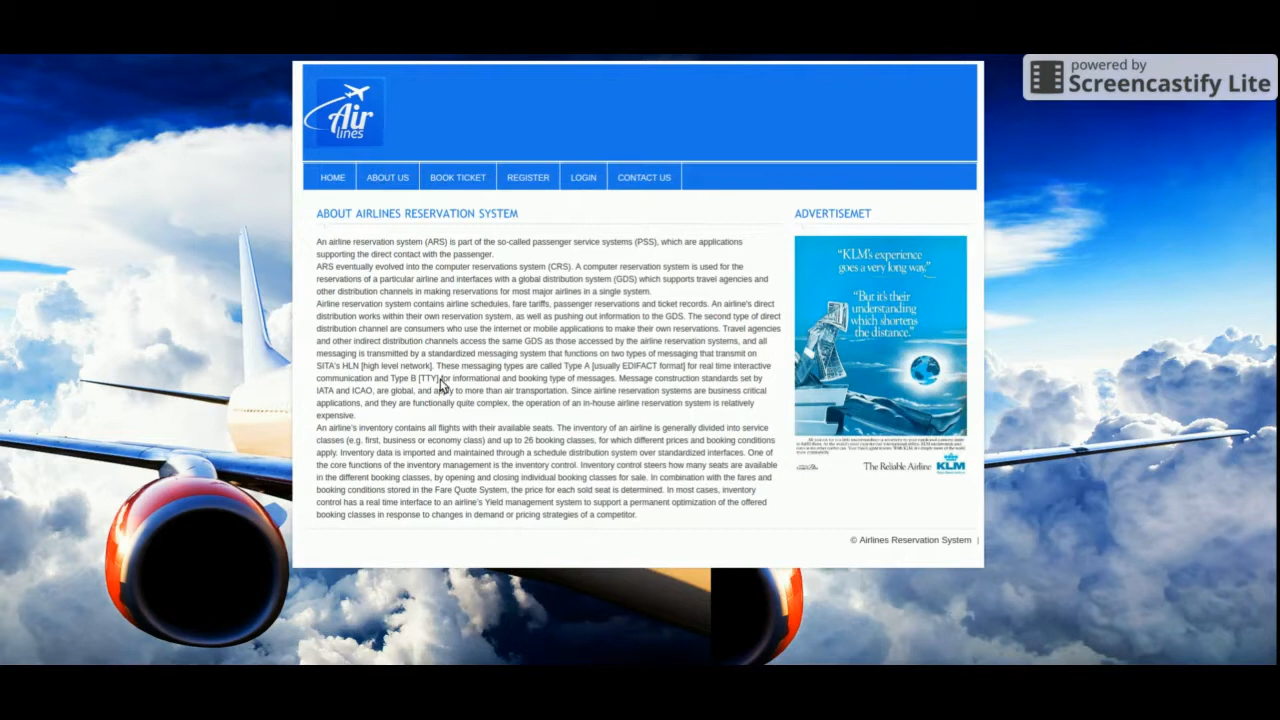 powered by
Screencastify Lite
Air
lines
HOME ABOUT US BOOK TICKET REGISTER LOGIN CONTACT US
ABOUT AIRLINES RESERVATION SYSTEM
An airline reservation system (ARS) is part of the so-called passenger service systems (PSS), which are applications
supporting the direct contact with the passenger.
ARS eventually evolved into the computer reservations system (CRS). A computer reservation system is used for the
reservations of a particular airline and interfaces with a global distribution system (GDS) which supports travel agencies and
other distribution channels in making reservations for most major airlines in a single system.
Airline reservation system contains airline schedules, fare tariffs, passenger reservations and ticket records. An airline's direct
distribution works within their own reservation system, as well as pushing out information to the GDS. The second type of direct
distribution channel are consumers who use the internet or mobile applications to make their own reservations. Travel agencies
and other indirect distribution channels access the same GDS as those accessed by the airline reservation systems, and all
messaging is transmitted by a standardized messaging system that functions on two types of messaging that transmit on
SITA's HLN [high level network]. These messaging types are called Type A [usually EDIFACT format] for real time interactive
communication and Type B [TTY] for informational and booking type of messages. Message construction standards set by
IATA and ICAO, are global, and apply to more than air transportation. Since airline reservation systems are business critical
applications, and they are functionally quite complex, the operation of an in-house airline reservation system is relatively
expensive.
An airline's inventory contains all flights with their available seats. The inventory of an airline is generally divided into service
classes (e.g. first, business or economy class) and up to 26 booking classes, for which different prices and booking conditions
apply. Inventory data is imported and maintained through a schedule distribution system over standardized interfaces. One of
the core functions of the inventory management is the inventory control. Inventory control steers how many seats are available
in the different booking classes, by opening and closing individual booking classes for sale. In combination with the fares and
booking conditions stored in the Fare Quote System, the price for each sold seat is determined. In most cases, inventory
control has a real time interface to an airline's Yield management system to support a permanent optimization of the offered
booking classes in response to changes in demand or pricing strategies of a competitor.
ADVERTISEMET
"KLM's experience
goes a very long way."
"But it's their
understanding
which shortens
the distance."
The Reliable Airline KLM
© Airlines Reservation System |